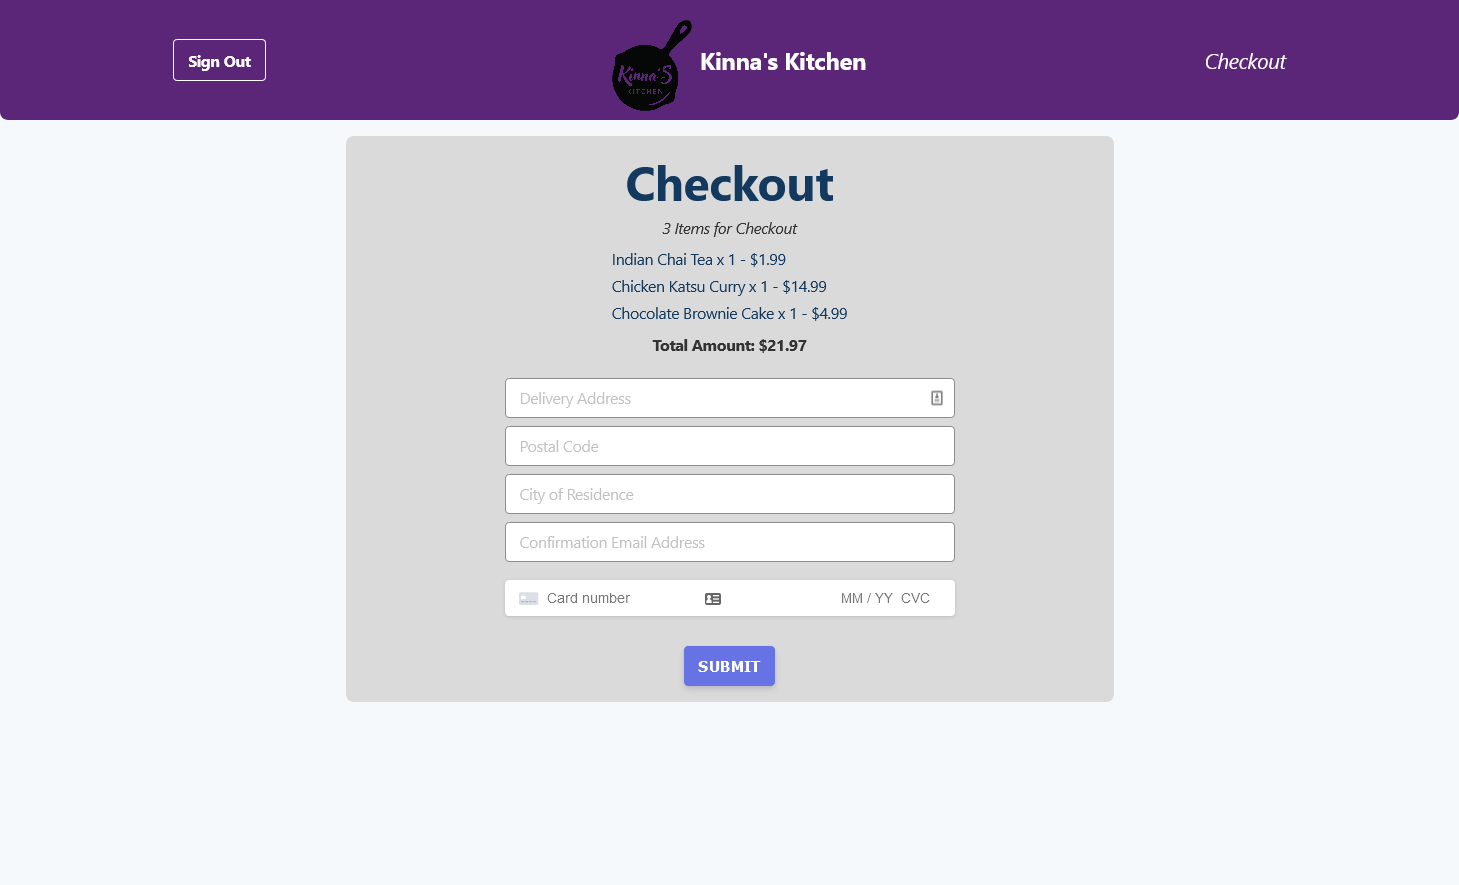 Sign Out
Kinna'S
KITCHEN
Kinna's Kitchen
Checkout
Checkout
3 Items for Checkout
Indian Chai Tea x 1 - $1.99
Chicken Katsu Curry x 1 - $14.99
Chocolate Brownie Cake x 1 - $4.99
Total Amount: $21.97
Delivery Address
Postal Code
City of Residence
Confirmation Email Address
Card number MM / YY CVC
SUBMIT